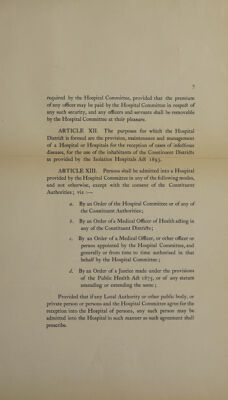 7
required by the Hospital Committee, provided that the premium
of any officer may be paid by the Hospital Committee in respect of
any such security, and any officers and servants shall be removable
by the Hospital Committee at their pleasure.
ARTICLE XII. The purposes for which the Hospital
District is formed are the provision, maintenance and management
of a Hospital or Hospitals for the reception of cases of infectious
diseases, for the use of the inhabitants of the Constituent Districts
as provided by the Isolation Hospitals Act 1893.
ARTICLE XIII. Persons shall be admitted into a Hospital
provided by the Hospital Committee in any of the following modes,
and not otherwise, except with the consent of the Constituent
Authorities; viz :—
a. By an Order of the Hospital Committee or of any of
the Constituent Authorities;
b. By an Order of a Medical Officer of Health acting in
any of the Constituent Districts;
c. By an Order of a Medical Officer, or other officer or
person appointed by the Hospital Committee, and
generally or from time to time authorised in that
behalf by the Hospital Committee;
d. By an Order of a Justice made under the provisions
of the Public Health Act 1875, or of any statute
amending or extending the same;
Provided that if any Local Authority or other public body, or
private person or persons and the Hospital Committee agree for the
reception into the Hospital of persons, any such person may be
admitted into the Hospital in such manner as such agreement shall
prescribe.